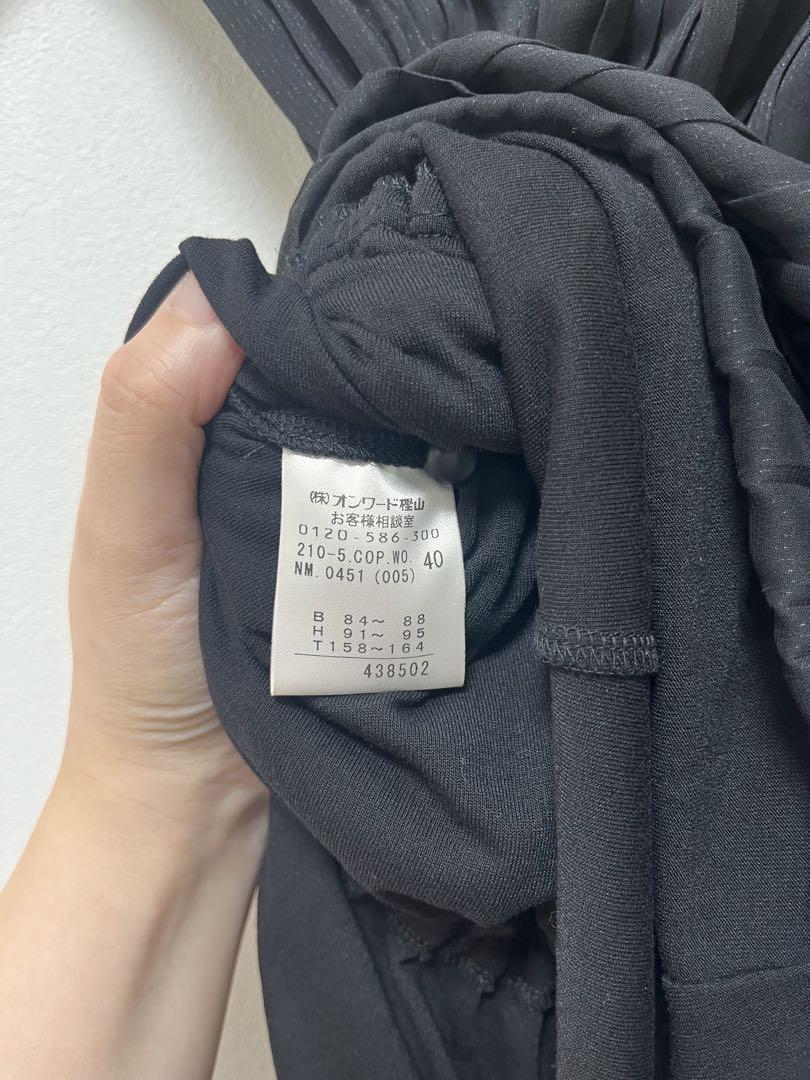 (株)オンワード樫山
お客様相談室
0120-586-300
210-5.COP.WO. 40
NM. 0451 (005)
B 84～ 88
H 91～ 95
T 158～164
438502